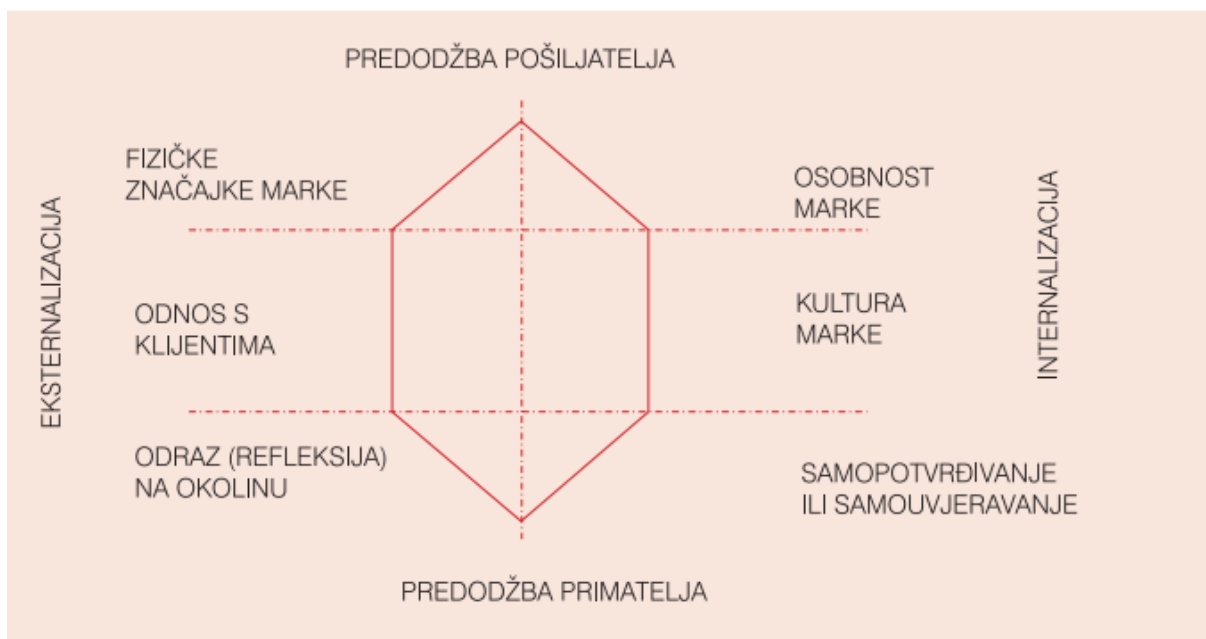 PREDODŽBA POŠILJATELJA
FIZIČKE
ZNAČAJKE MARKE
OSOBNOST
MARKE
EKSTERNALIZACIJA
ODNOS S
KLIJENTIMA
KULTURA
MARKE
INTERNALIZACIJA
ODRAZ (REFLEKSIJA)
NA OKOLINU
SAMOPOTVRĐIVANJE
ILI SAMOUVJERAVANJE
PREDODŽBA PRIMATELJA